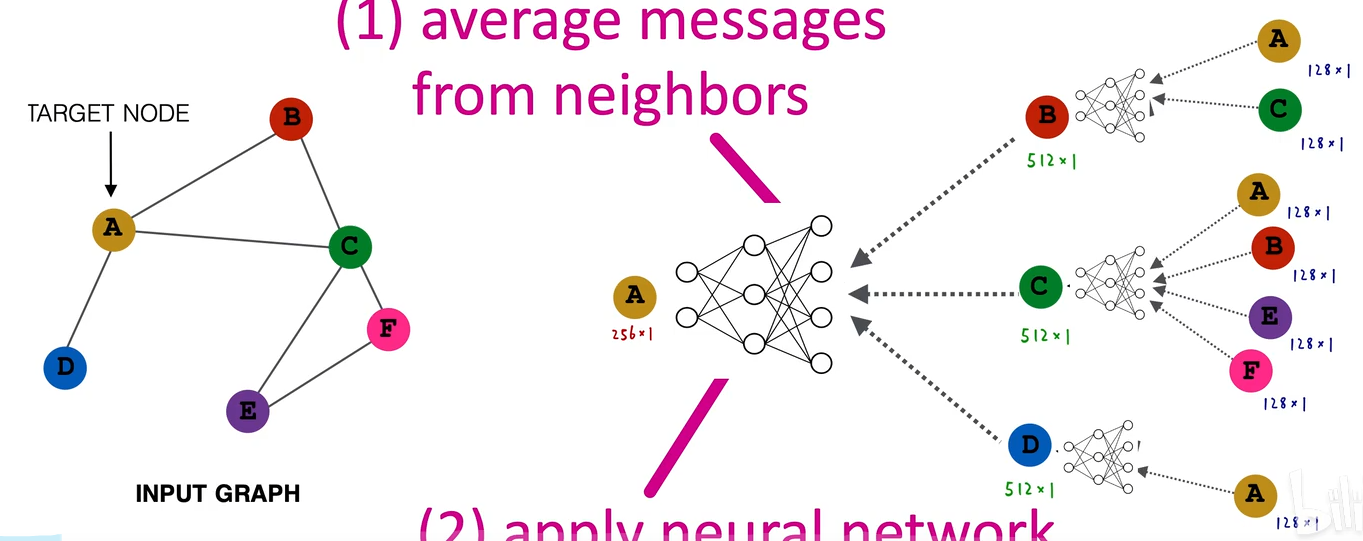 (1) average messages
from neighbors
TARGET NODE
B
A
C
F
D
E
INPUT GRAPH
A
256×1
B
512×1
C
512×1
D
512×1
A
128×1
C
128×1
A
128×1
B
128×1
E
128×1
F
128×1
A
128×1
(2) apply neural network